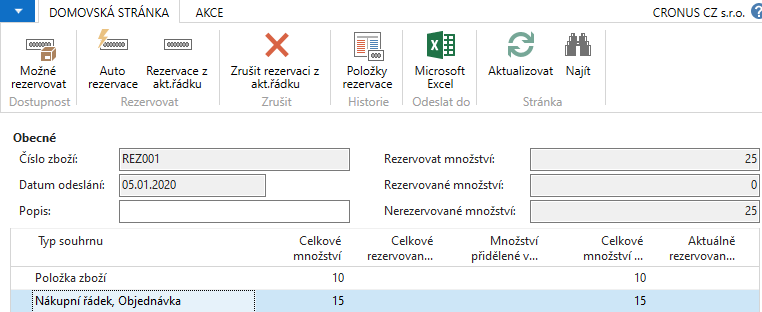 DOMOVSKÁ STRÁNKA AKCE CRONUS CZ s.r.o. ?
Možné rezervovat
Auto rezervace
Rezervace z akt.řádku
Zrušit rezervaci z akt.řádku
Položky rezervace
Microsoft Excel
Aktualizovat
Najít
Dostupnost Rezervovat Zrušit Historie Odeslat do Stránka
Obecné
Číslo zboží: REZ001 Rezervovat množství: 25
Datum odeslání: 05.01.2020 Rezervované množství: 0
Popis: Nerezervované množství: 25
Typ souhrnu Celkové množství Celkové rezervovan... Množství přidělené v... Celkové množství ... Aktuálně rezervovan...
Položka zboží 10 10
Nákupní řádek, Objednávka 15 15